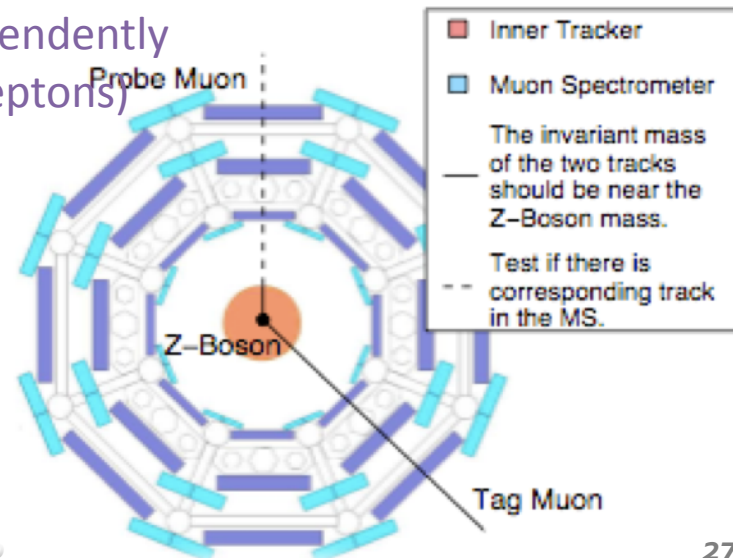 endently
eptons)
Probe Muon
Inner Tracker
Muon Spectrometer
The invariant mass
of the two tracks
should be near the
Z-Boson mass.
Test if there is
corresponding track
in the MS.
Z-Boson
Tag Muon
27